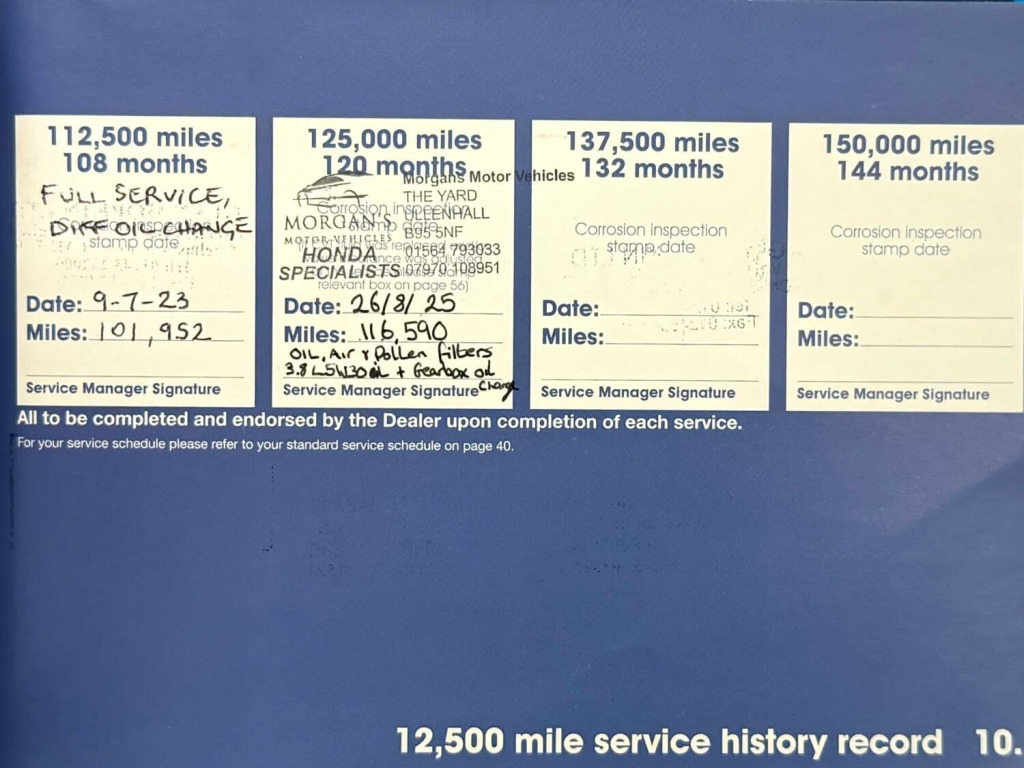 112,500 miles
108 months
FULL SERVICE,
DIFF OIL CHANGE
stamp date
Date: 9-7-23
Miles: 101,952
Service Manager Signature
125,000 miles
120 months
Morgans Motor Vehicles
THE YARD
ULLENHALL
B95 5NF
01564 793033
07970 108951
Corrosion inspection
stamp date
MORGAN'S
MOTOR VEHICLES
HONDA
SPECIALISTS
relevant box on page 56)
Date: 26/8/25
Miles: 116,590
OIL, Air & Pollen filters
3.8 L 5W30 oil + Gearbox oil
Change
Service Manager Signature
137,500 miles
132 months
Corrosion inspection
stamp date
Date:
Miles:
Service Manager Signature
150,000 miles
144 months
Corrosion inspection
stamp date
Date:
Miles:
Service Manager Signature
All to be completed and endorsed by the Dealer upon completion of each service.
For your service schedule please refer to your standard service schedule on page 40.
12,500 mile service history record 10.